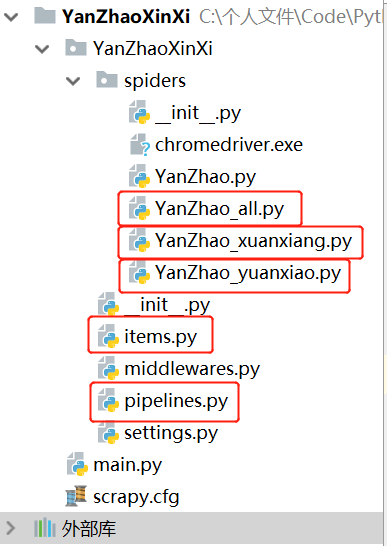 YanZhaoXinXi C:\个人文件\Code\Pyt
YanZhaoXinXi
spiders
__init__.py
chromedriver.exe
YanZhao.py
YanZhao_all.py
YanZhao_xuanxiang.py
YanZhao_yuanxiao.py
__init__.py
items.py
middlewares.py
pipelines.py
settings.py
main.py
scrapy.cfg
外部库